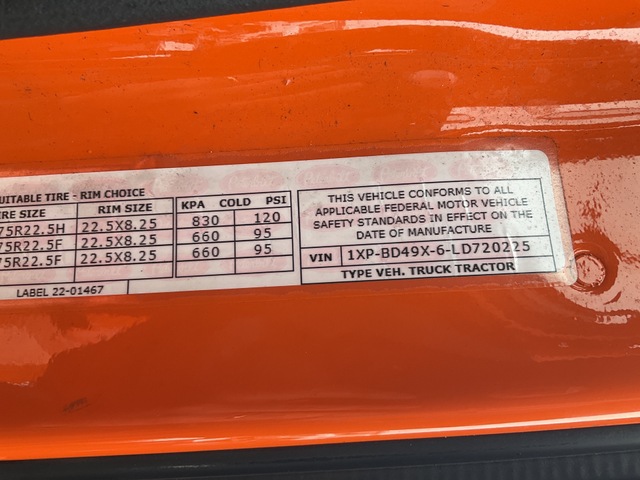 UITABLE TIRE - RIM CHOICE
RE SIZE RIM SIZE KPA COLD PSI
75R22.5H 22.5X8.25 830 120
75R22.5F 22.5X8.25 660 95
75R22.5F 22.5X8.25 660 95
LABEL 22-01467
THIS VEHICLE CONFORMS TO ALL
APPLICABLE FEDERAL MOTOR VEHICLE
SAFETY STANDARDS IN EFFECT ON THE
DATE OF MANUFACTURE
VIN 1XP-BD49X-6-LD720225
TYPE VEH. TRUCK TRACTOR